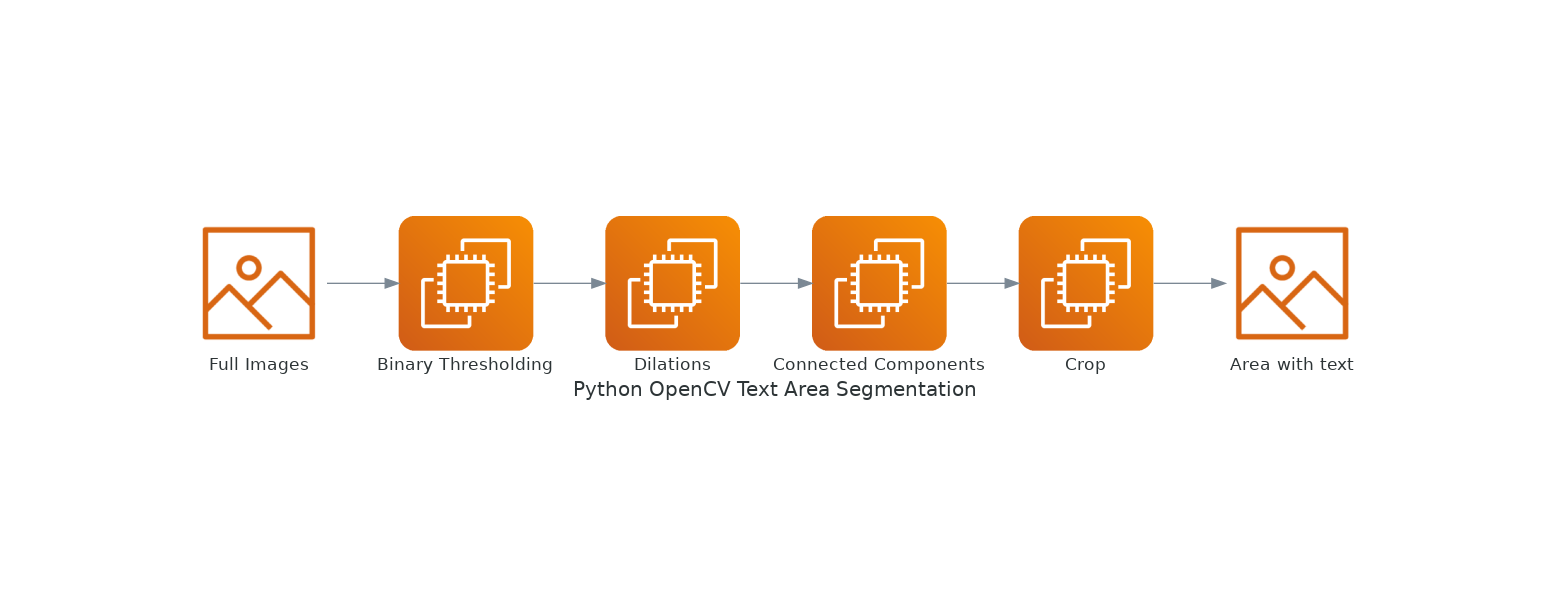 Full Images
Binary Thresholding
Dilations
Connected Components
Crop
Area with text
Python OpenCV Text Area Segmentation